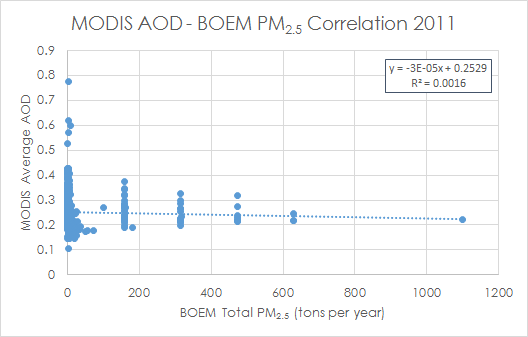 MODIS AOD - BOEM PM2.5 Correlation 2011
y = -3E-05x + 0.2529
R² = 0.0016
MODIS Average AOD
0.9
0.8
0.7
0.6
0.5
0.4
0.3
0.2
0.1
0
0 200 400 600 800 1000 1200
BOEM Total PM2.5 (tons per year)